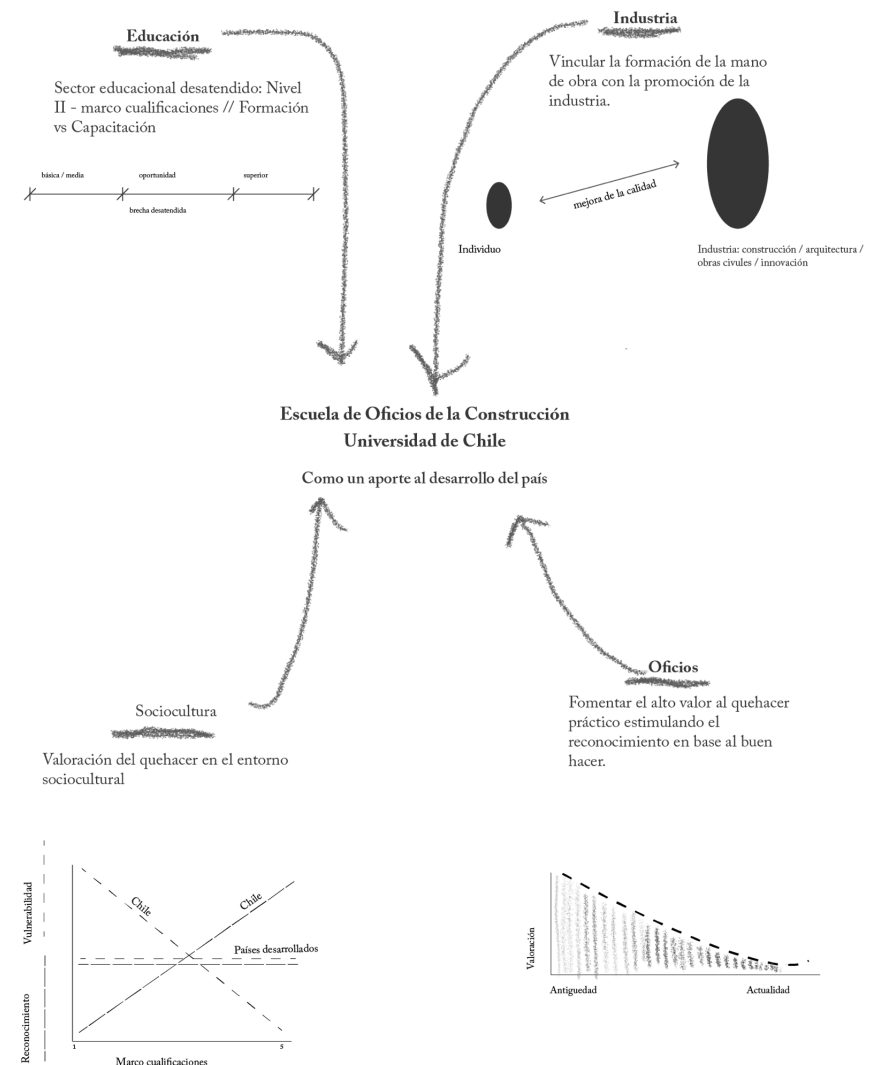 Educación
Sector educacional desatendido: Nivel
II - marco cualificaciones // Formación
vs Capacitación
básica / media
oportunidad
superior
brecha desatendida
Industria
Vincular la formación de la mano
de obra con la promoción de la
industria.
mejora de la calidad
Individuo
Industria: construcción / arquitectura /
obras civules / innovación
Escuela de Oficios de la Construcción
Universidad de Chile
Como un aporte al desarrollo del país
Sociocultura
Valoración del quehacer en el entorno
sociocultural
Oficios
Fomentar el alto valor al quehacer
práctico estimulando el
reconocimiento en base al buen
hacer.
Vulnerabilidad
Reconocimiento
Chile
Chile
Países desarrollados
1
5
Marco cualificaciones
Valoración
Antiguedad
Actualidad